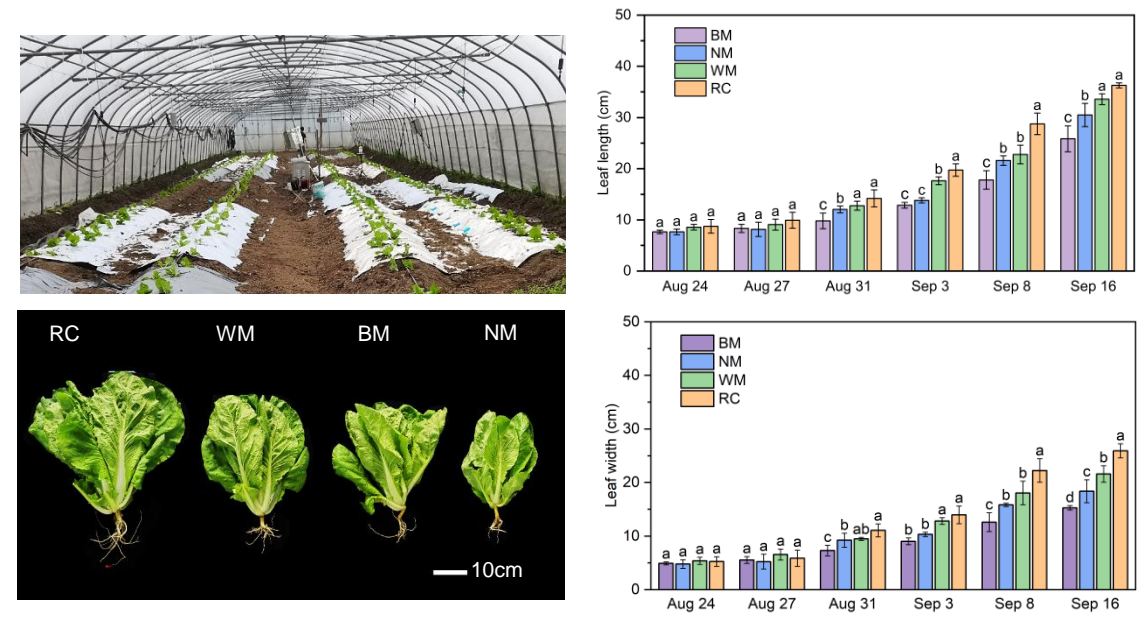 RC WM BM NM
10cm
50
40
30
20
10
0
Leaf length (cm)
BM
NM
WM
RC
a a a a a a a a c b a a c c b a c b b a c b a a
Aug 24 Aug 27 Aug 31 Sep 3 Sep 8 Sep 16
50
40
30
20
10
0
Leaf width (cm)
BM
NM
WM
RC
a a a a a a a a c b ab a b b a a c b b a d c b a
Aug 24 Aug 27 Aug 31 Sep 3 Sep 8 Sep 16